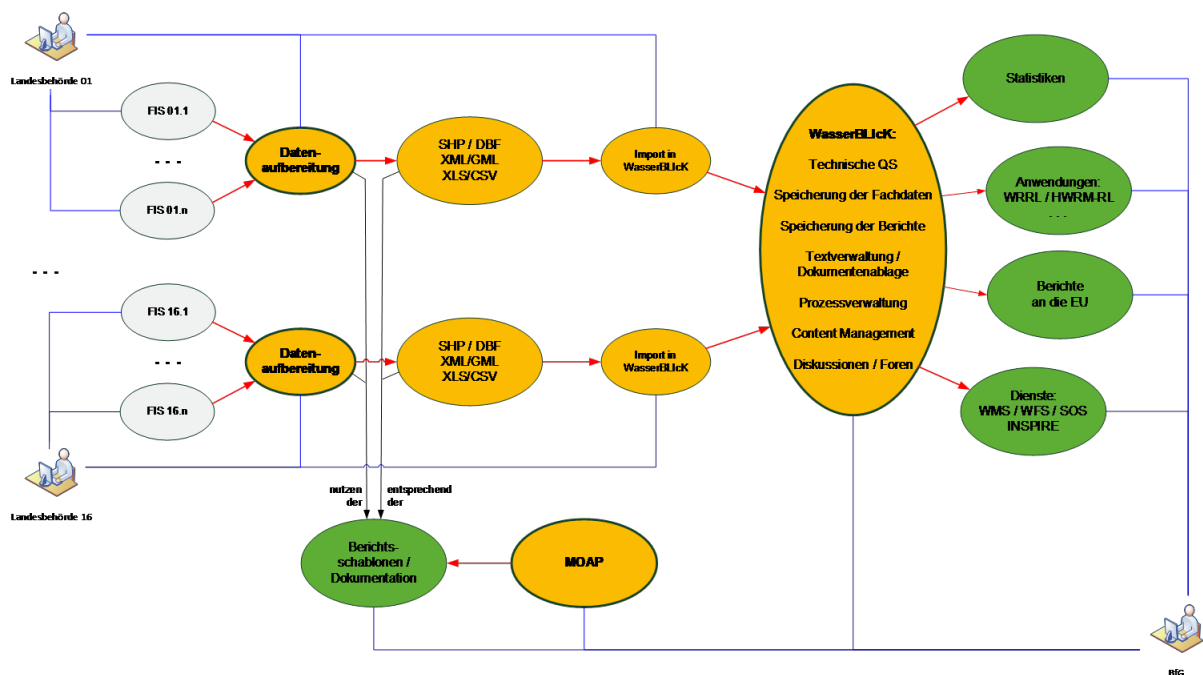 Landesbehörde 01
FIS 01.1
- - -
FIS 01.n
Daten-
aufbereitung
SHP / DBF
XML/GML
XLS/CSV
Import in
WasserBLIcK
- - -
FIS 16.1
- - -
FIS 16.n
Landesbehörde 16
Daten-
aufbereitung
SHP / DBF
XML/GML
XLS/CSV
Import in
WasserBLIcK
WasserBLIcK:
Technische QS
Speicherung der Fachdaten
Speicherung der Berichte
Textverwaltung /
Dokumentenablage
Prozessverwaltung
Content Management
Diskussionen / Foren
Statistiken
Anwendungen:
WRRL / HWRM-RL
. . .
Berichte
an die EU
Dienste:
WMS / WFS / SOS
INSPIRE
nutzen
der
entsprechend
der
Berichts-
schablonen /
Dokumentation
MOAP
BfG